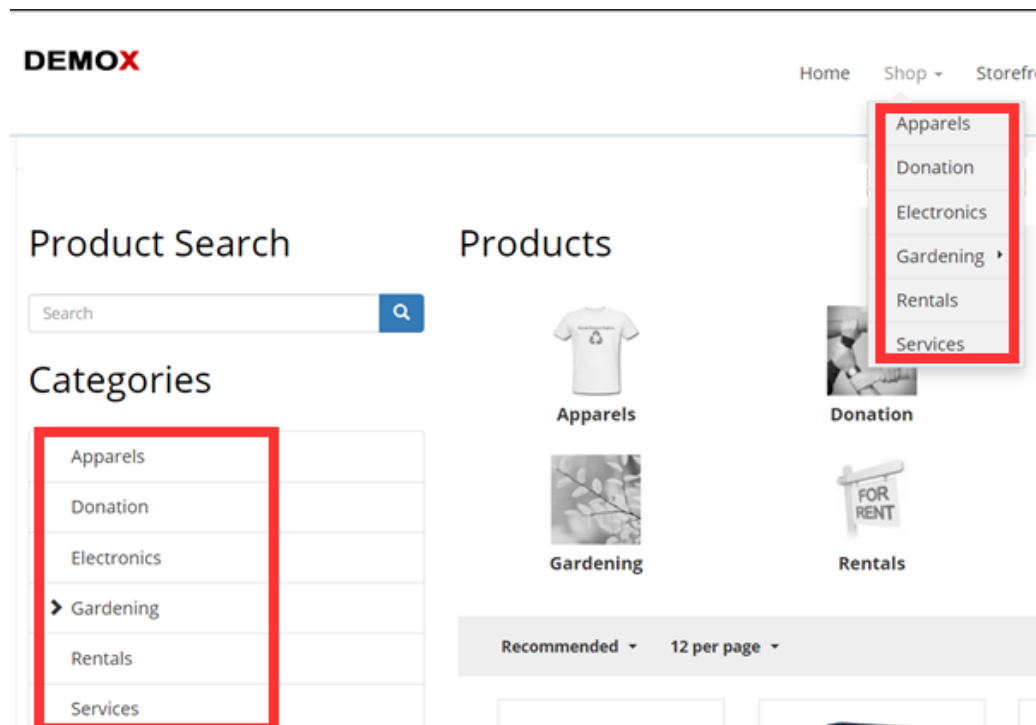 DEMOX
Home Shop
Apparels
Donation
Electronics
Gardening
Rentals
Services
Product Search
Search
Categories
Apparels
Donation
Electronics
Gardening
Rentals
Services
Products
Apparels
Donation
Gardening
FOR
RENT
Rentals
Recommended 12 per page